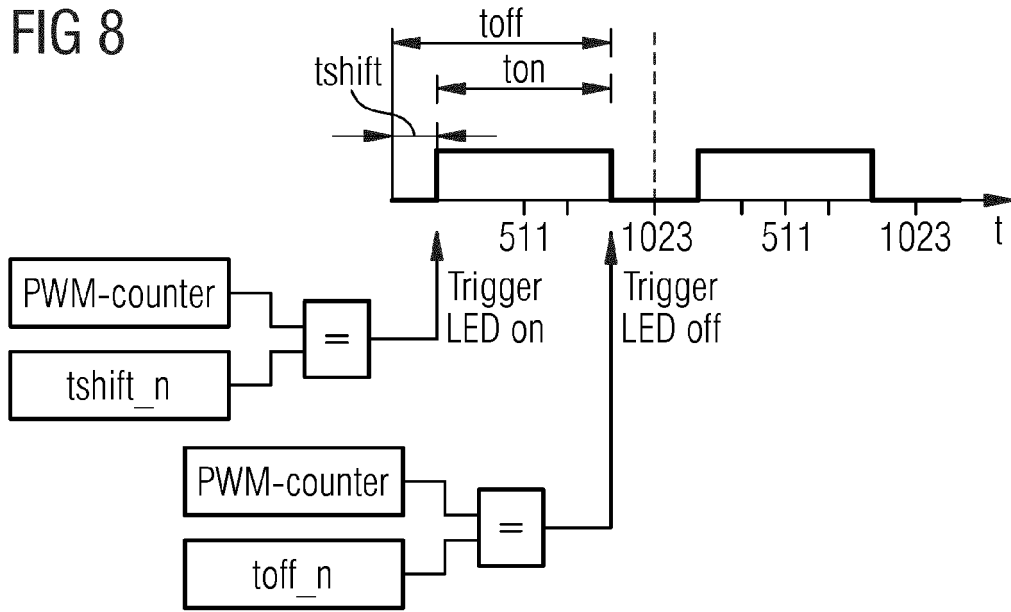 FIG 8
toff
tshift
ton
511
1023
511
1023
t
PWM-counter
tshift_n
=
Trigger
LED on
Trigger
LED off
PWM-counter
toff_n
=